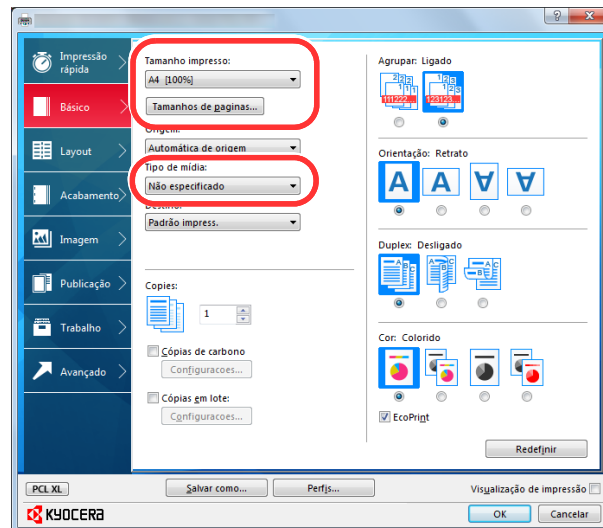 Impressão
rápida
Básico
Layout
Acabamento
Imagem
Publicação
Trabalho
Avançado
Tamanho impresso:
A4 [100%]
Tamanhos de paginas...
Origem:
Automática de origem
Tipo de mídia:
Não especificado
Destino:
Padrão impress.
Copies:
1
Cópias de carbono
Configuracoes...
Cópias em lote:
Configuracoes...
Agrupar: Ligado
Orientação: Retrato
A A A A
Duplex: Desligado
Cor: Colorido
EcoPrint
Redefinir
PCL XL
Salvar como...
Perfis...
Visualização de impressão
KYOCERA
OK
Cancelar